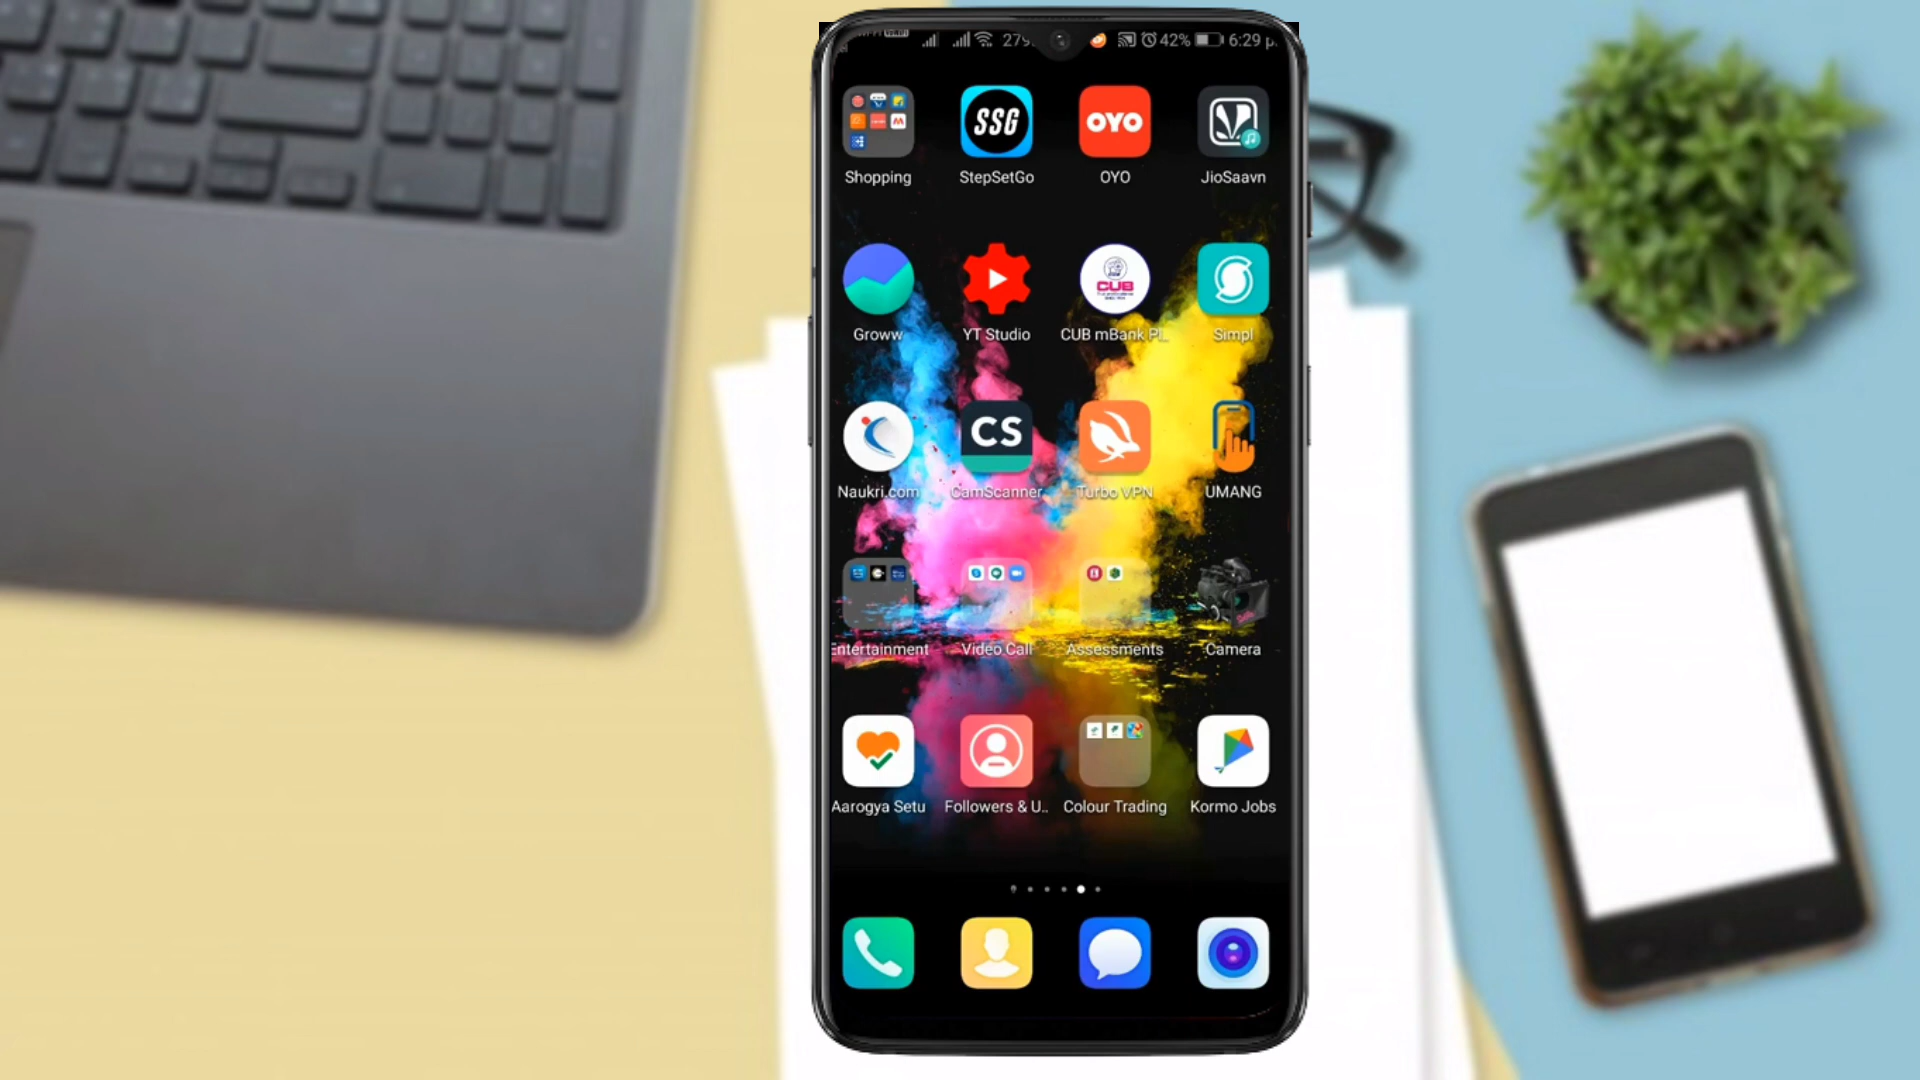 279. 42% 6:29 p.
SSG OYO
Shopping StepSetGo OYO JioSaavn
CUB
Groww YT Studio CUB mBank Pl.. Simpl
CS
Naukri.com CamScanner Turbo VPN UMANG
Entertainment Video Call Assessments Camera
Aarogya Setu Followers & U.. Colour Trading Kormo Jobs